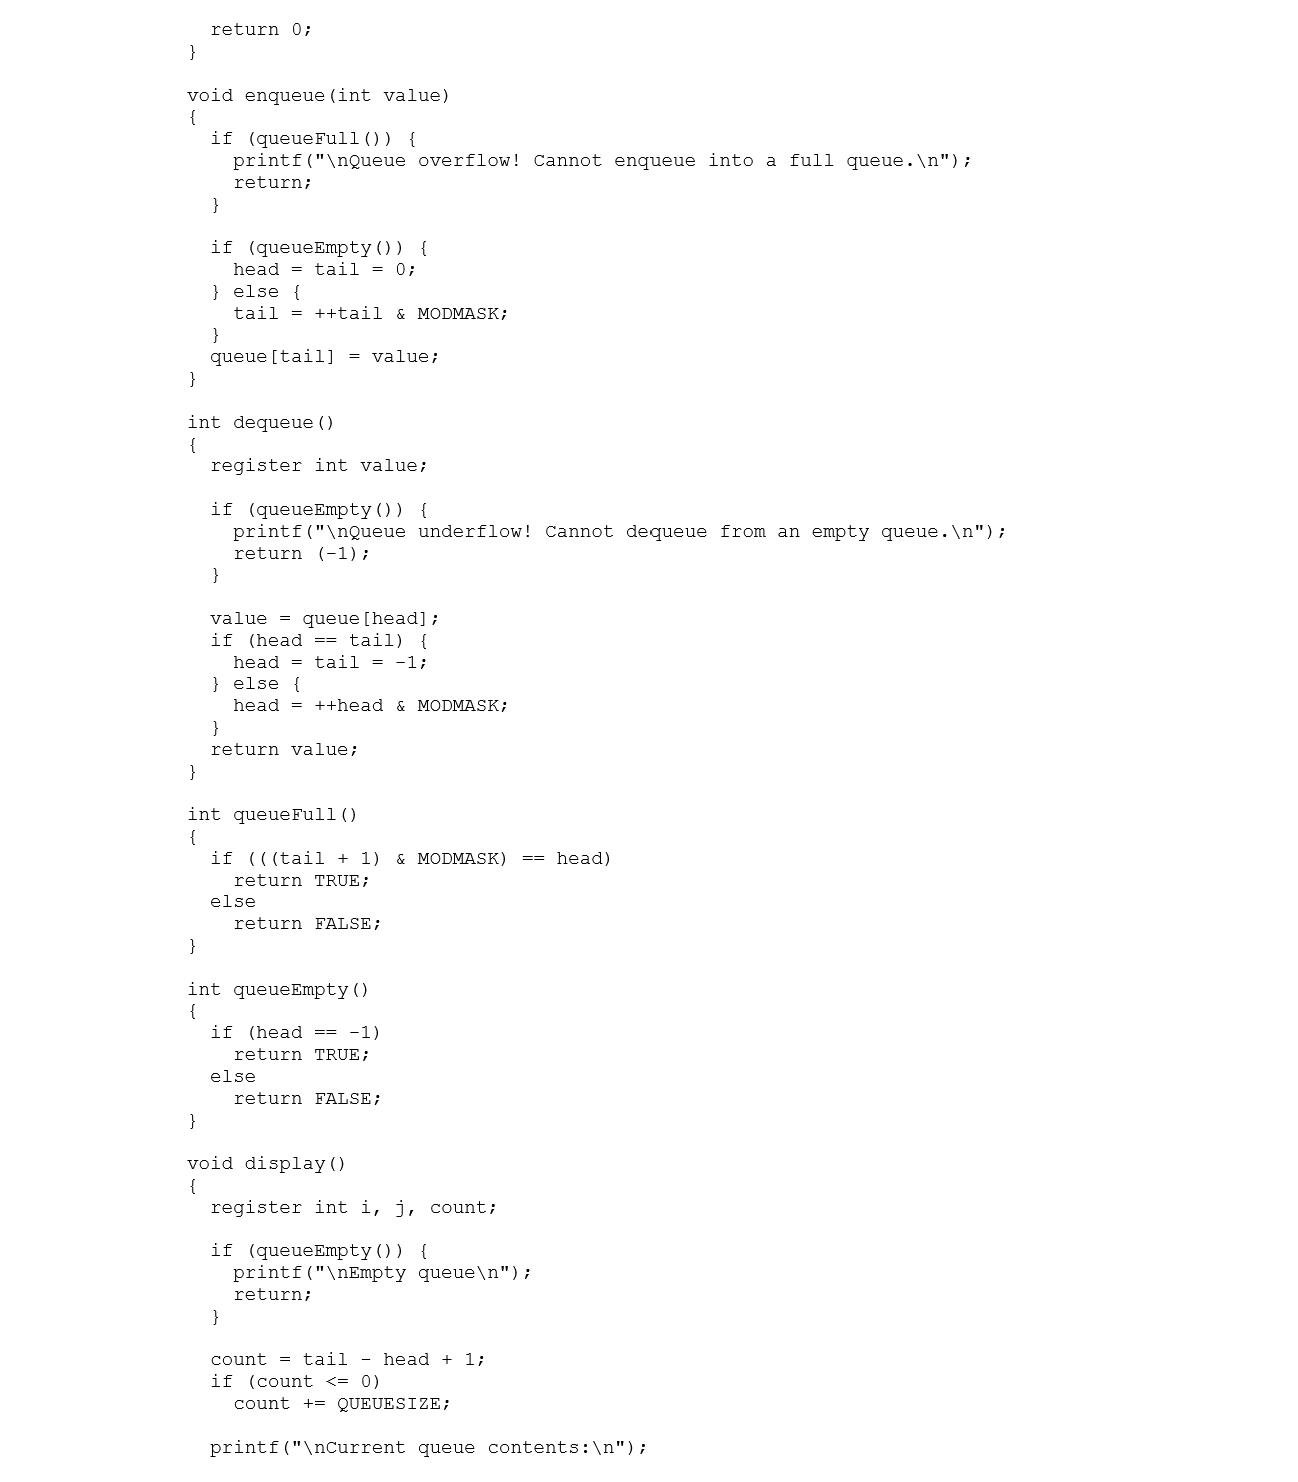 return 0;
}

void enqueue(int value)
{
  if (queueFull()) {
    printf("\nQueue overflow! Cannot enqueue into a full queue.\n");
    return;
  }

  if (queueEmpty()) {
    head = tail = 0;
  } else {
    tail = ++tail & MODMASK;
  }
  queue[tail] = value;
}

int dequeue()
{
  register int value;

  if (queueEmpty()) {
    printf("\nQueue underflow! Cannot dequeue from an empty queue.\n");
    return (-1);
  }

  value = queue[head];
  if (head == tail) {
    head = tail = -1;
  } else {
    head = ++head & MODMASK;
  }
  return value;
}

int queueFull()
{
  if (((tail + 1) & MODMASK) == head)
    return TRUE;
  else
    return FALSE;
}

int queueEmpty()
{
  if (head == -1)
    return TRUE;
  else
    return FALSE;
}

void display()
{
  register int i, j, count;

  if (queueEmpty()) {
    printf("\nEmpty queue\n");
    return;
  }

  count = tail - head + 1;
  if (count <= 0)
    count += QUEUESIZE;

  printf("\nCurrent queue contents:\n");